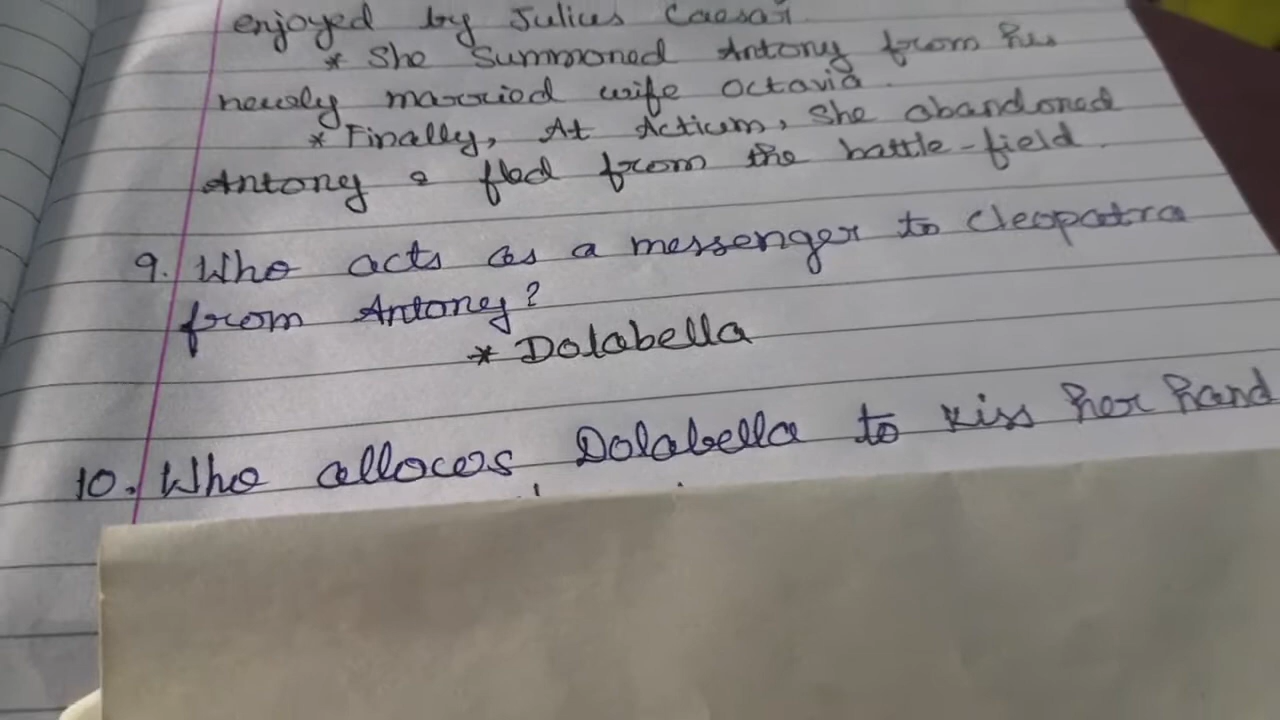 enjoyed by Julius Caesar
* She Summoned Antony from his
newly married wife Octavia.
* Finally, At Actium, She abandoned
Antony & fled from the battle-field.
9. Who acts as a messenger to Cleopatra
from Antony?
* Dolabella
10. Who allows Dolabella to kiss her hand